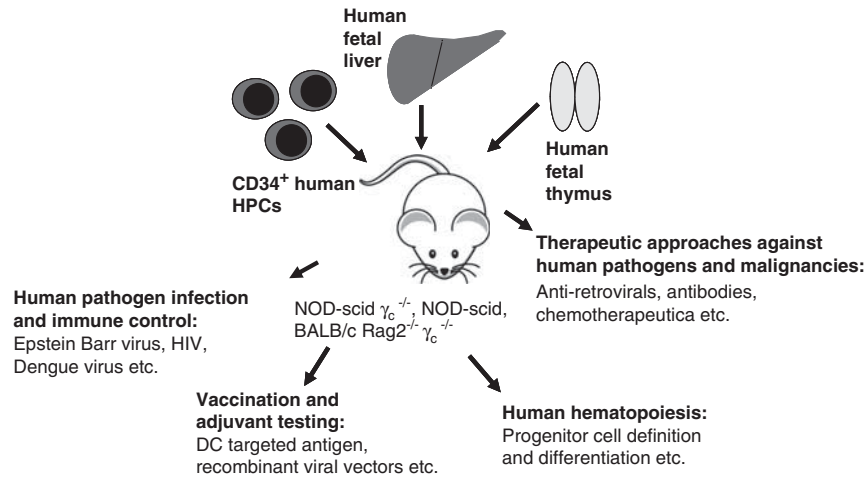 Human
fetal
liver
CD34+ human
HPCs
Human
fetal
thymus
Therapeutic approaches against
human pathogens and malignancies:
Anti-retrovirals, antibodies,
chemotherapeutica etc.
Human pathogen infection
and immune control:
Epstein Barr virus, HIV,
Dengue virus etc.
NOD-scid γc -/-, NOD-scid,
BALB/c Rag2-/- γc -/-
Vaccination and
adjuvant testing:
DC targeted antigen,
recombinant viral vectors etc.
Human hematopoiesis:
Progenitor cell definition
and differentiation etc.